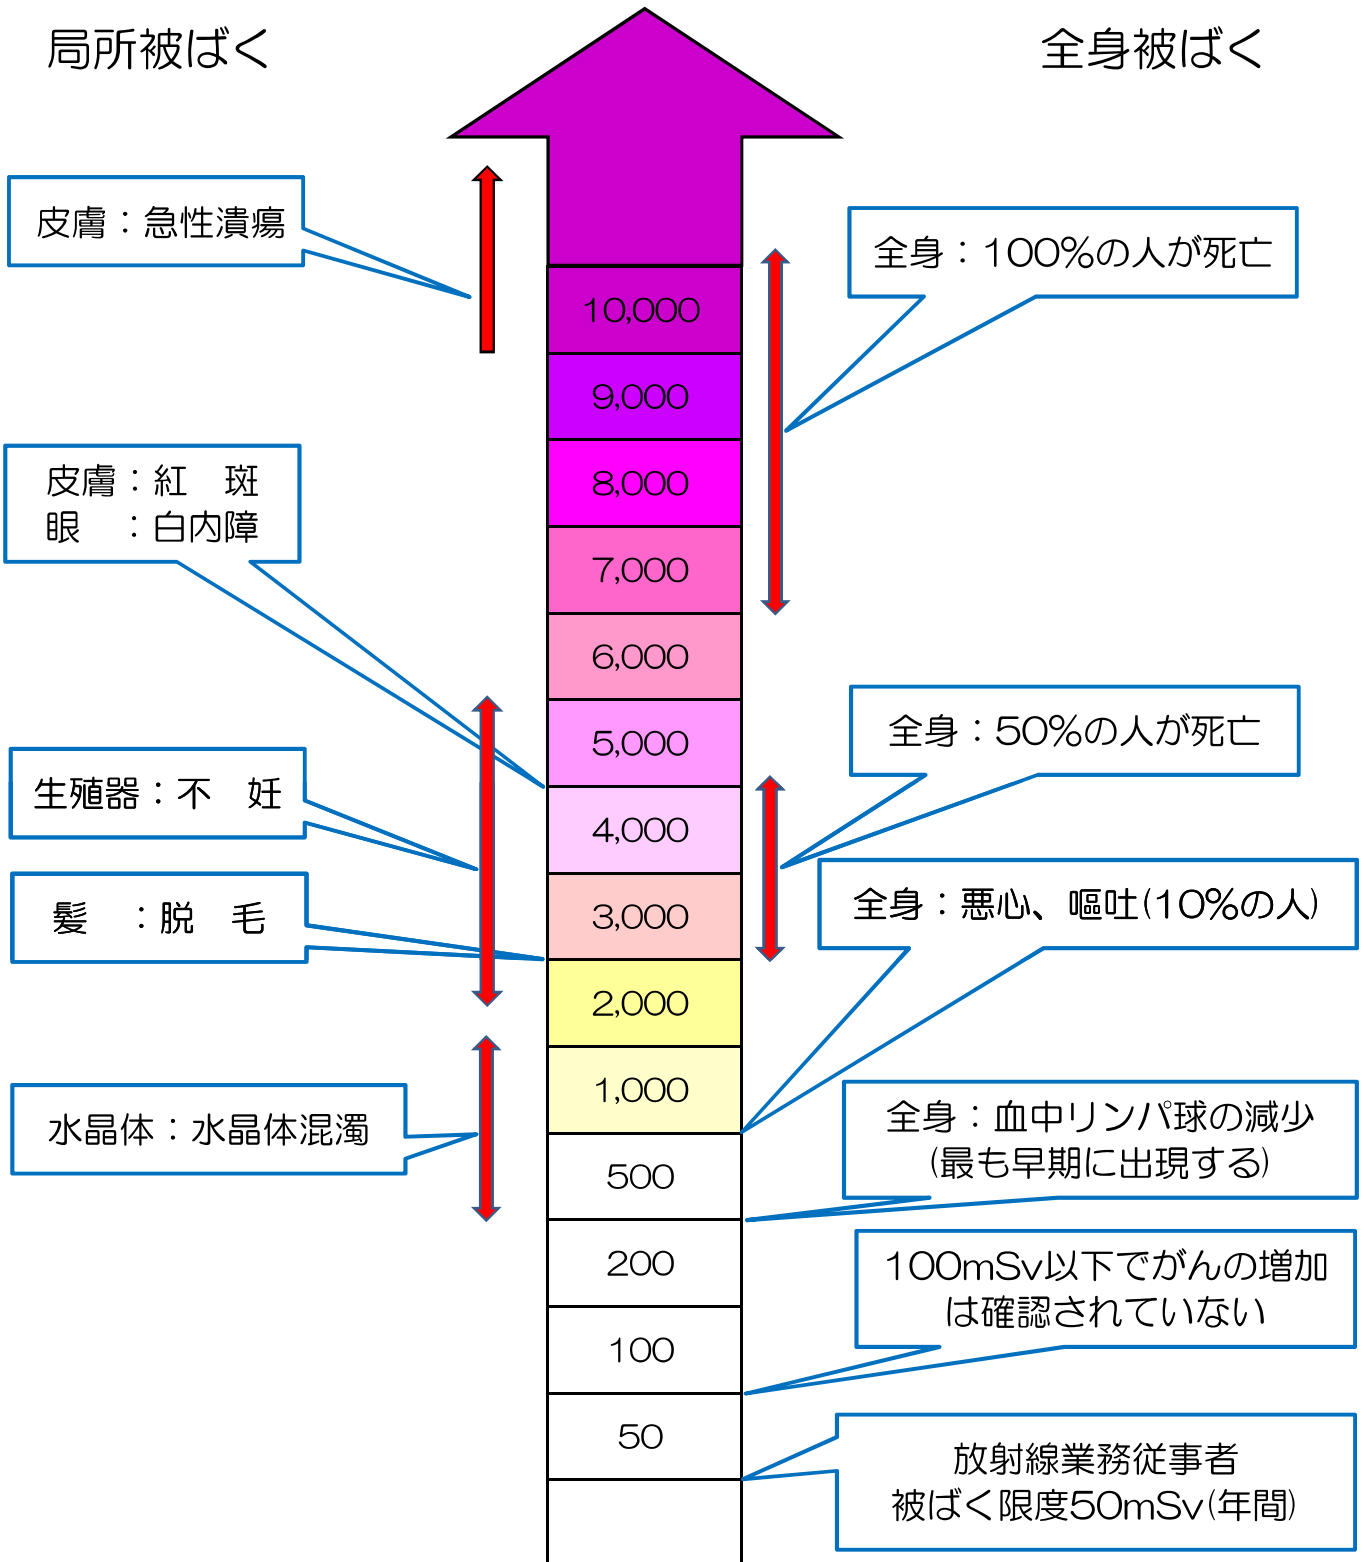 局所被ばく
全身被ばく
皮膚：急性潰瘍
皮膚：紅　斑
眼　：白内障
生殖器：不　妊
髪　：脱　毛
水晶体：水晶体混濁
10,000
9,000
8,000
7,000
6,000
5,000
4,000
3,000
2,000
1,000
500
200
100
50
全身：100%の人が死亡
全身：50%の人が死亡
全身：悪心、嘔吐(10%の人)
全身：血中リンパ球の減少
(最も早期に出現する)
100mSv以下でがんの増加
は確認されていない
放射線業務従事者
被ばく限度50mSv(年間)